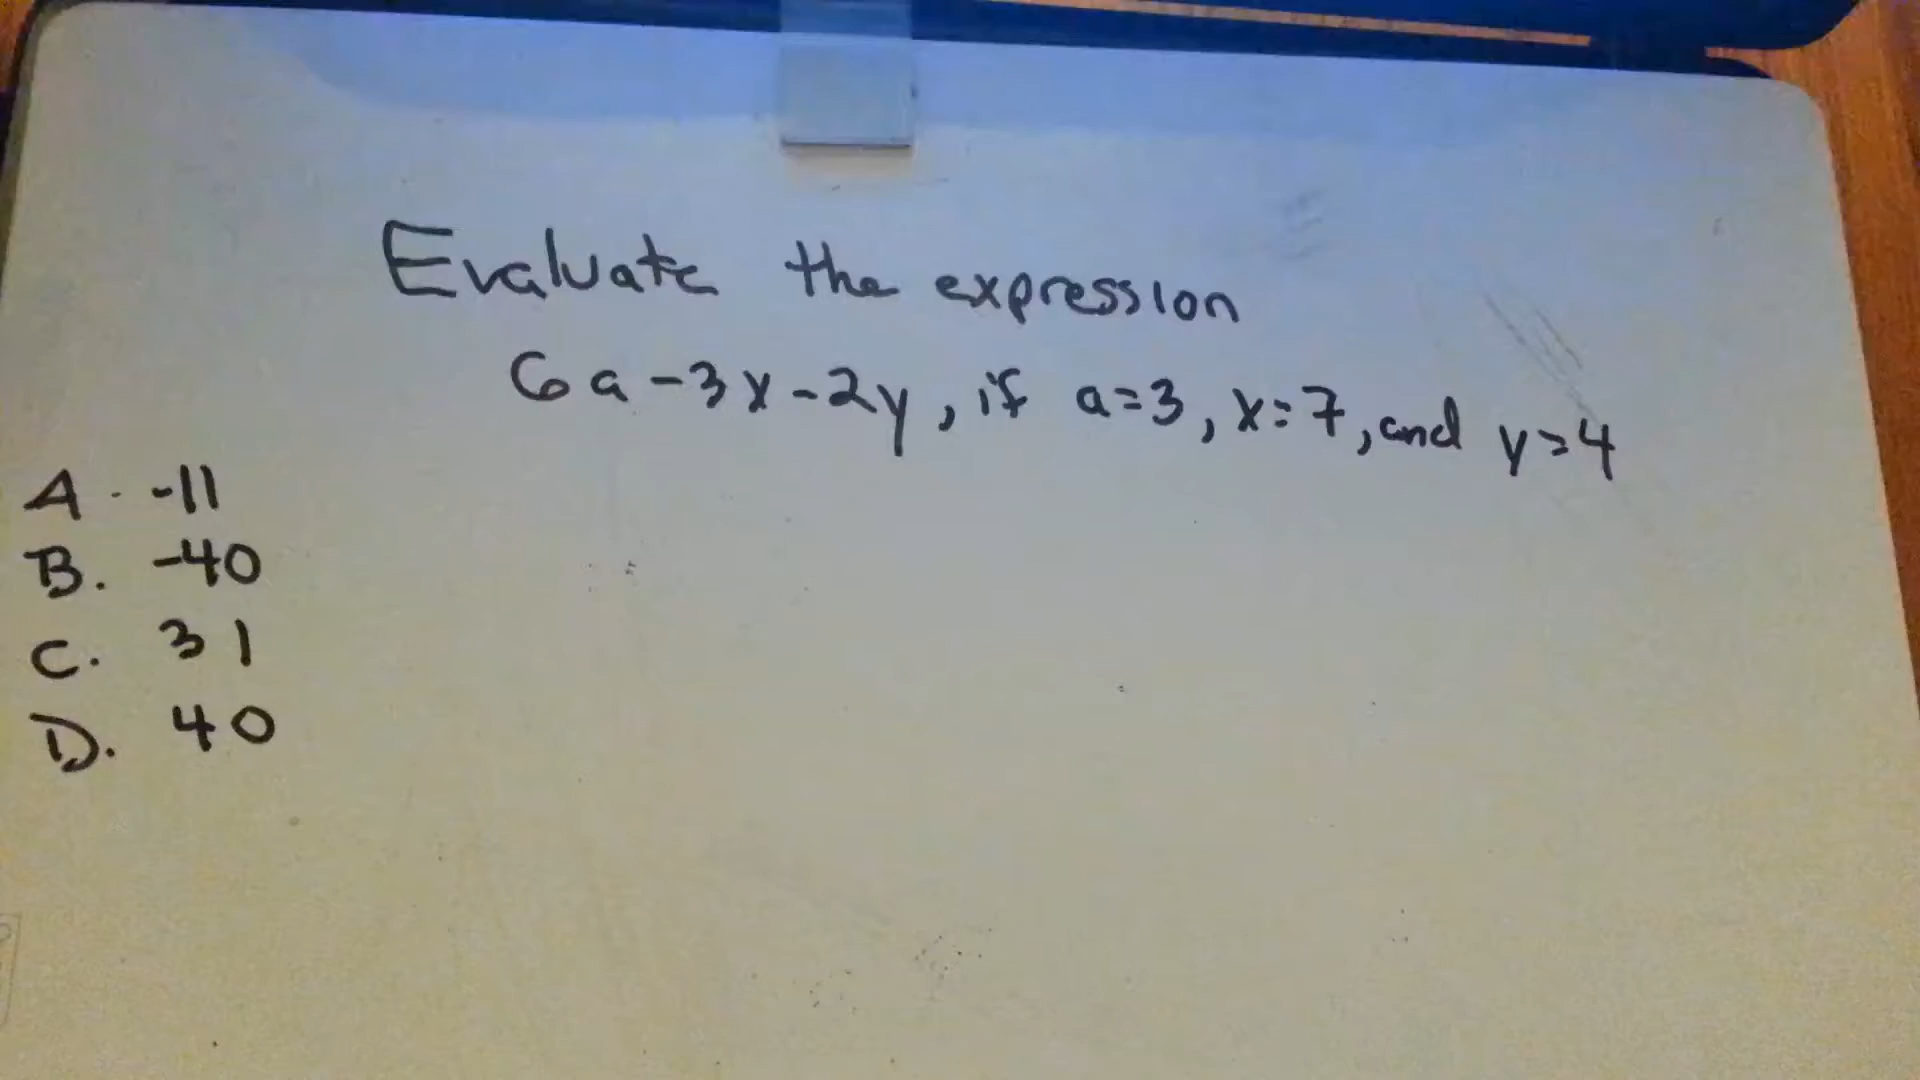 Evaluate the expression
6a-3x-2y, if a=3, x=7, and y=4
A. -11
B. -40
C. 31
D. 40